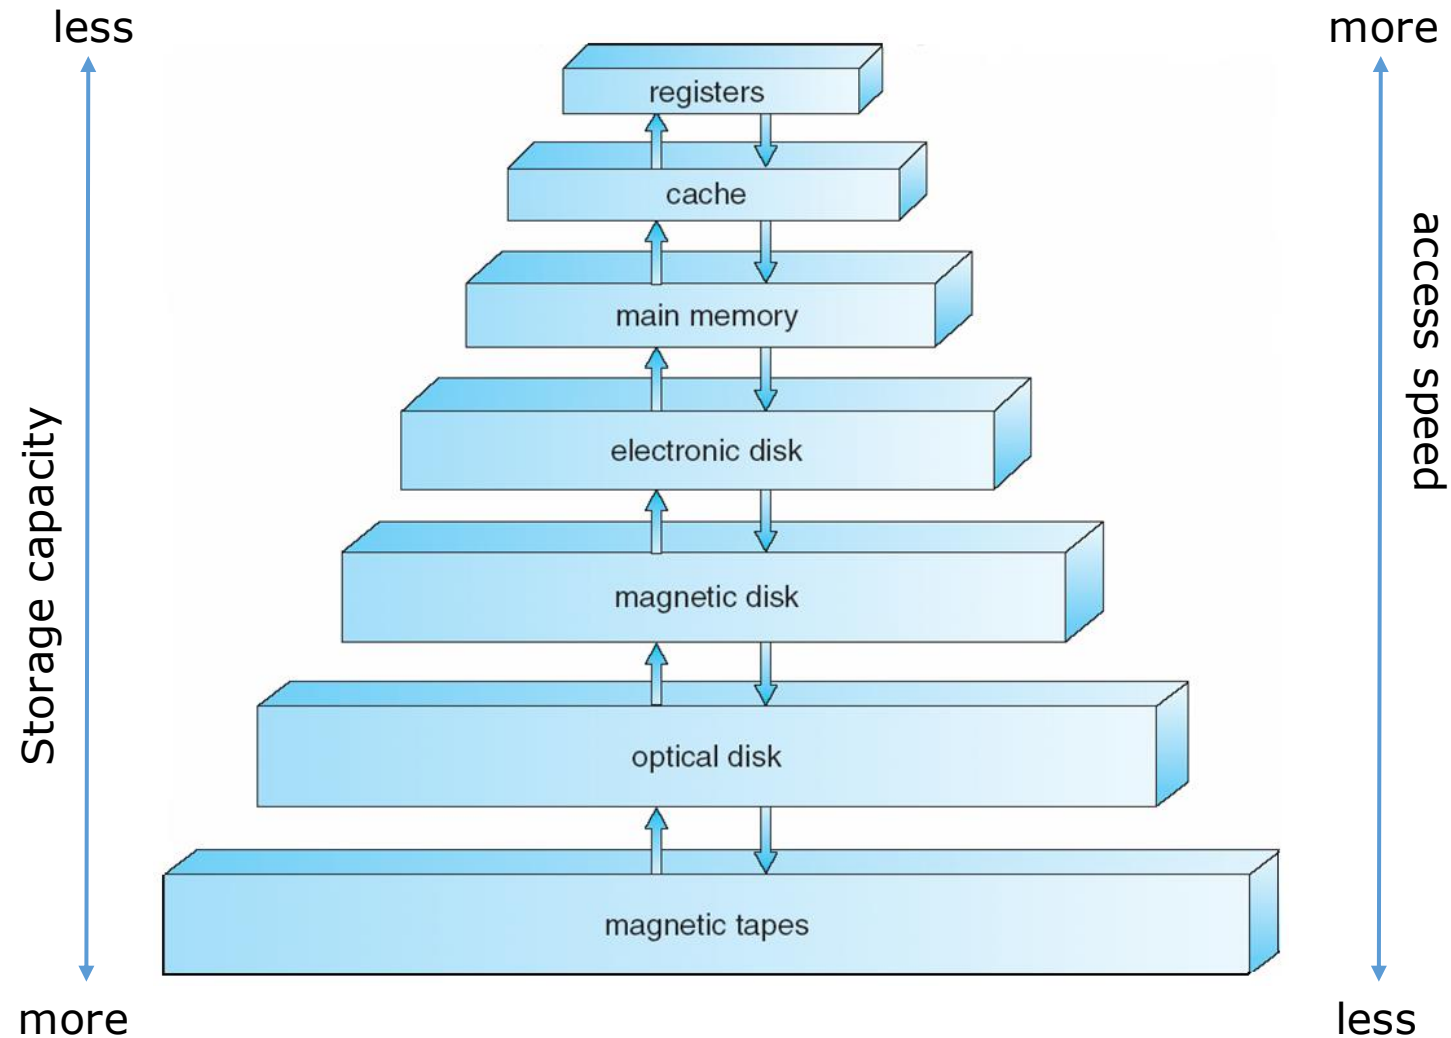 less
more
registers
cache
main memory
electronic disk
magnetic disk
optical disk
magnetic tapes
Storage capacity
access speed
more
less